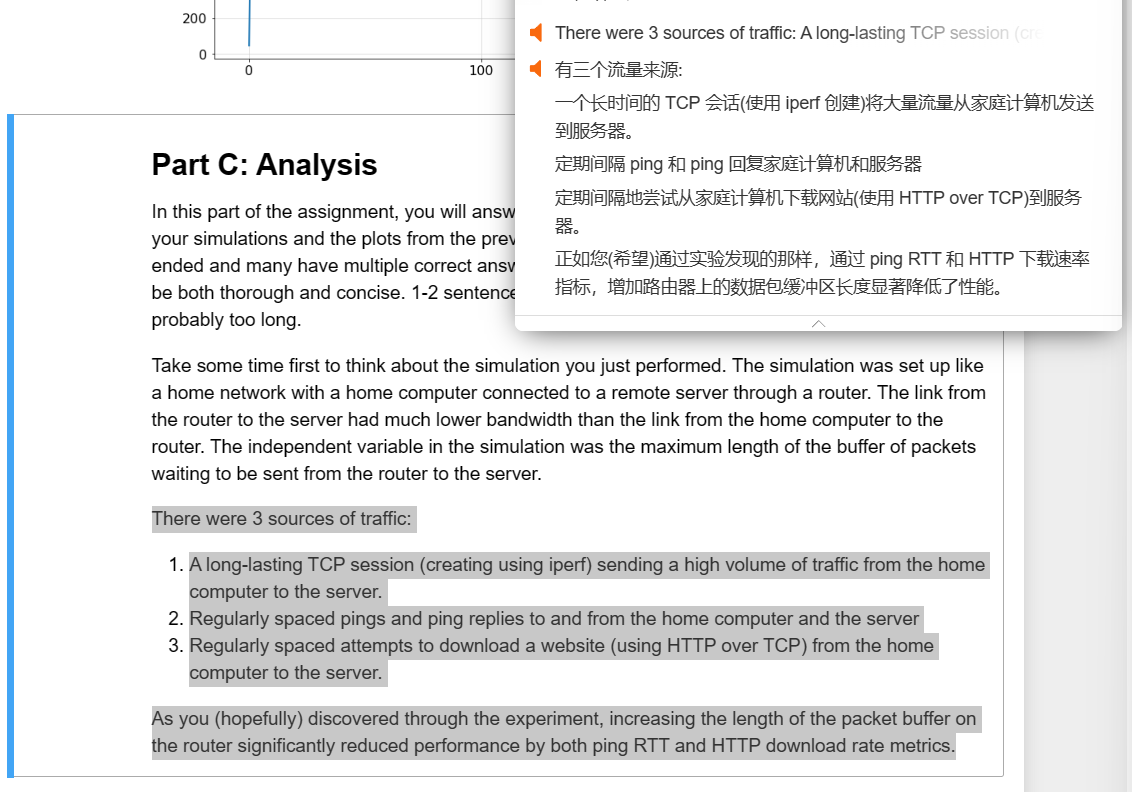 200
0
0
100
There were 3 sources of traffic: A long-lasting TCP session (cre
有三个流量来源:
一个长时间的 TCP 会话(使用 iperf 创建)将大量流量从家庭计算机发送
到服务器。
定期间隔 ping 和 ping 回复家庭计算机和服务器
定期间隔地尝试从家庭计算机下载网站(使用 HTTP over TCP)到服务
器。
正如您(希望)通过实验发现的那样，通过 ping RTT 和 HTTP 下载速率
指标，增加路由器上的数据包缓冲区长度显著降低了性能。
Part C: Analysis
In this part of the assignment, you will answ
your simulations and the plots from the prev
ended and many have multiple correct answ
be both thorough and concise. 1-2 sentence
probably too long.
Take some time first to think about the simulation you just performed. The simulation was set up like
a home network with a home computer connected to a remote server through a router. The link from
the router to the server had much lower bandwidth than the link from the home computer to the
router. The independent variable in the simulation was the maximum length of the buffer of packets
waiting to be sent from the router to the server.
There were 3 sources of traffic:
1. A long-lasting TCP session (creating using iperf) sending a high volume of traffic from the home
computer to the server.
2. Regularly spaced pings and ping replies to and from the home computer and the server
3. Regularly spaced attempts to download a website (using HTTP over TCP) from the home
computer to the server.
As you (hopefully) discovered through the experiment, increasing the length of the packet buffer on
the router significantly reduced performance by both ping RTT and HTTP download rate metrics.